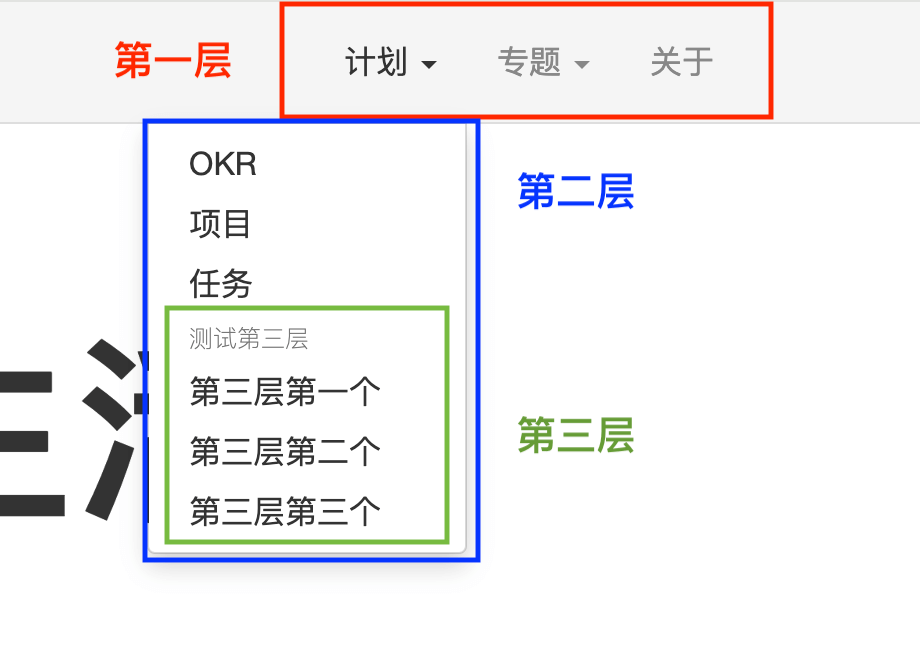 第一层 计划 专题 关于
OKR
第二层
项目
任务
测试第三层
第三层第一个
第三层
第三层第二个
第三层第三个